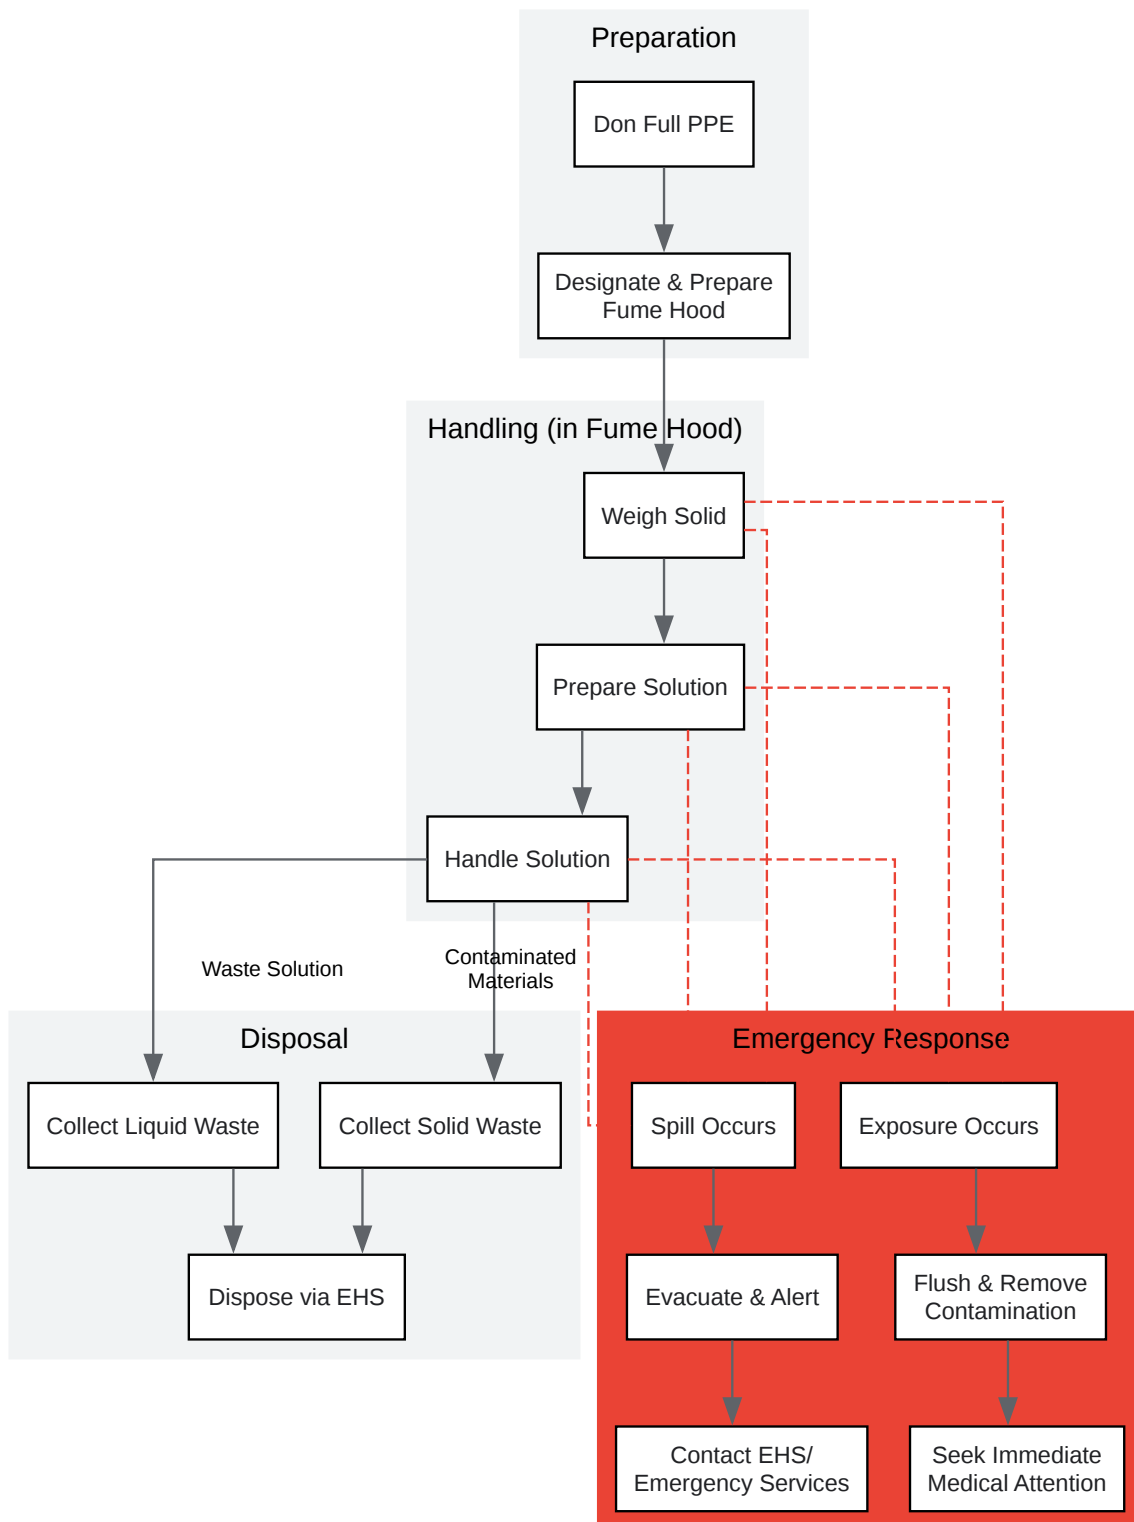 Preparation
Don Full PPE
Designate & Prepare
Fume Hood
Handling (in Fume Hood)
Weigh Solid
Prepare Solution
Handle Solution
Waste Solution
Contaminated
Materials
Disposal
Collect Liquid Waste
Collect Solid Waste
Dispose via EHS
Emergency Response
Spill Occurs
Exposure Occurs
Evacuate & Alert
Flush & Remove
Contamination
Contact EHS/
Emergency Services
Seek Immediate
Medical Attention